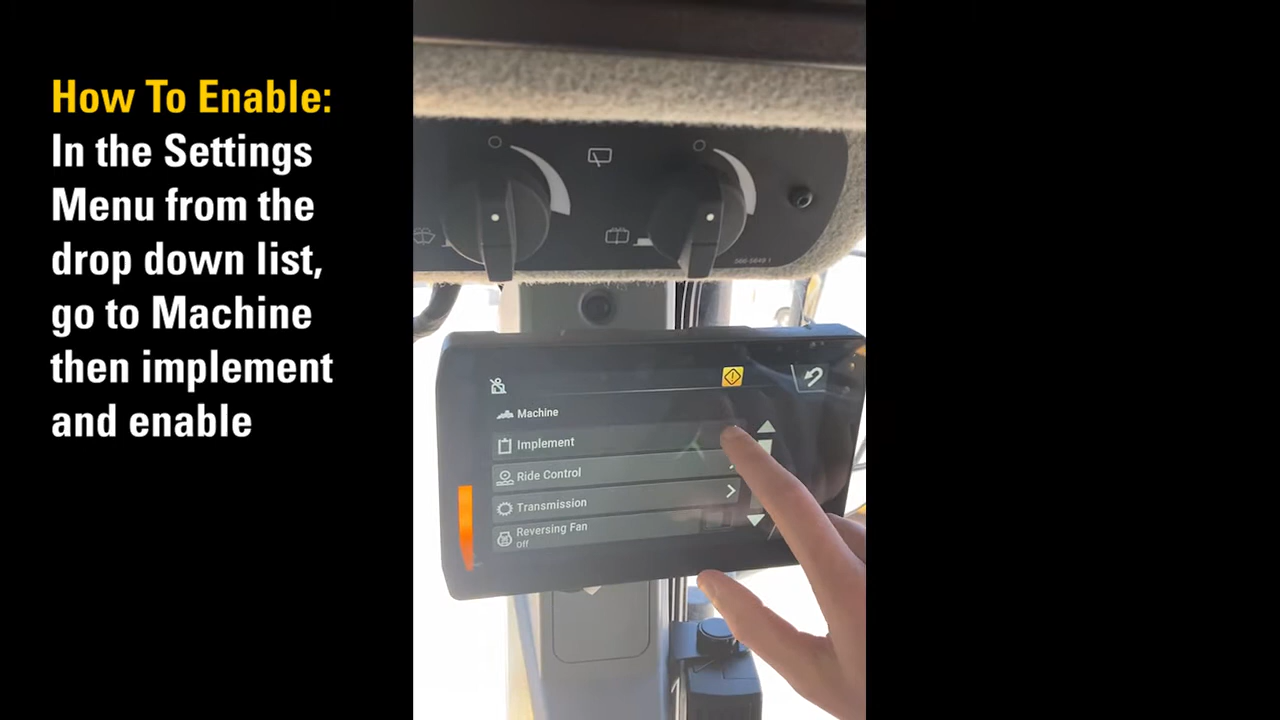 How To Enable:
In the Settings
Menu from the
drop down list,
go to Machine
then implement
and enable
Machine
Implement
Ride Control
Transmission
Reversing Fan
Off